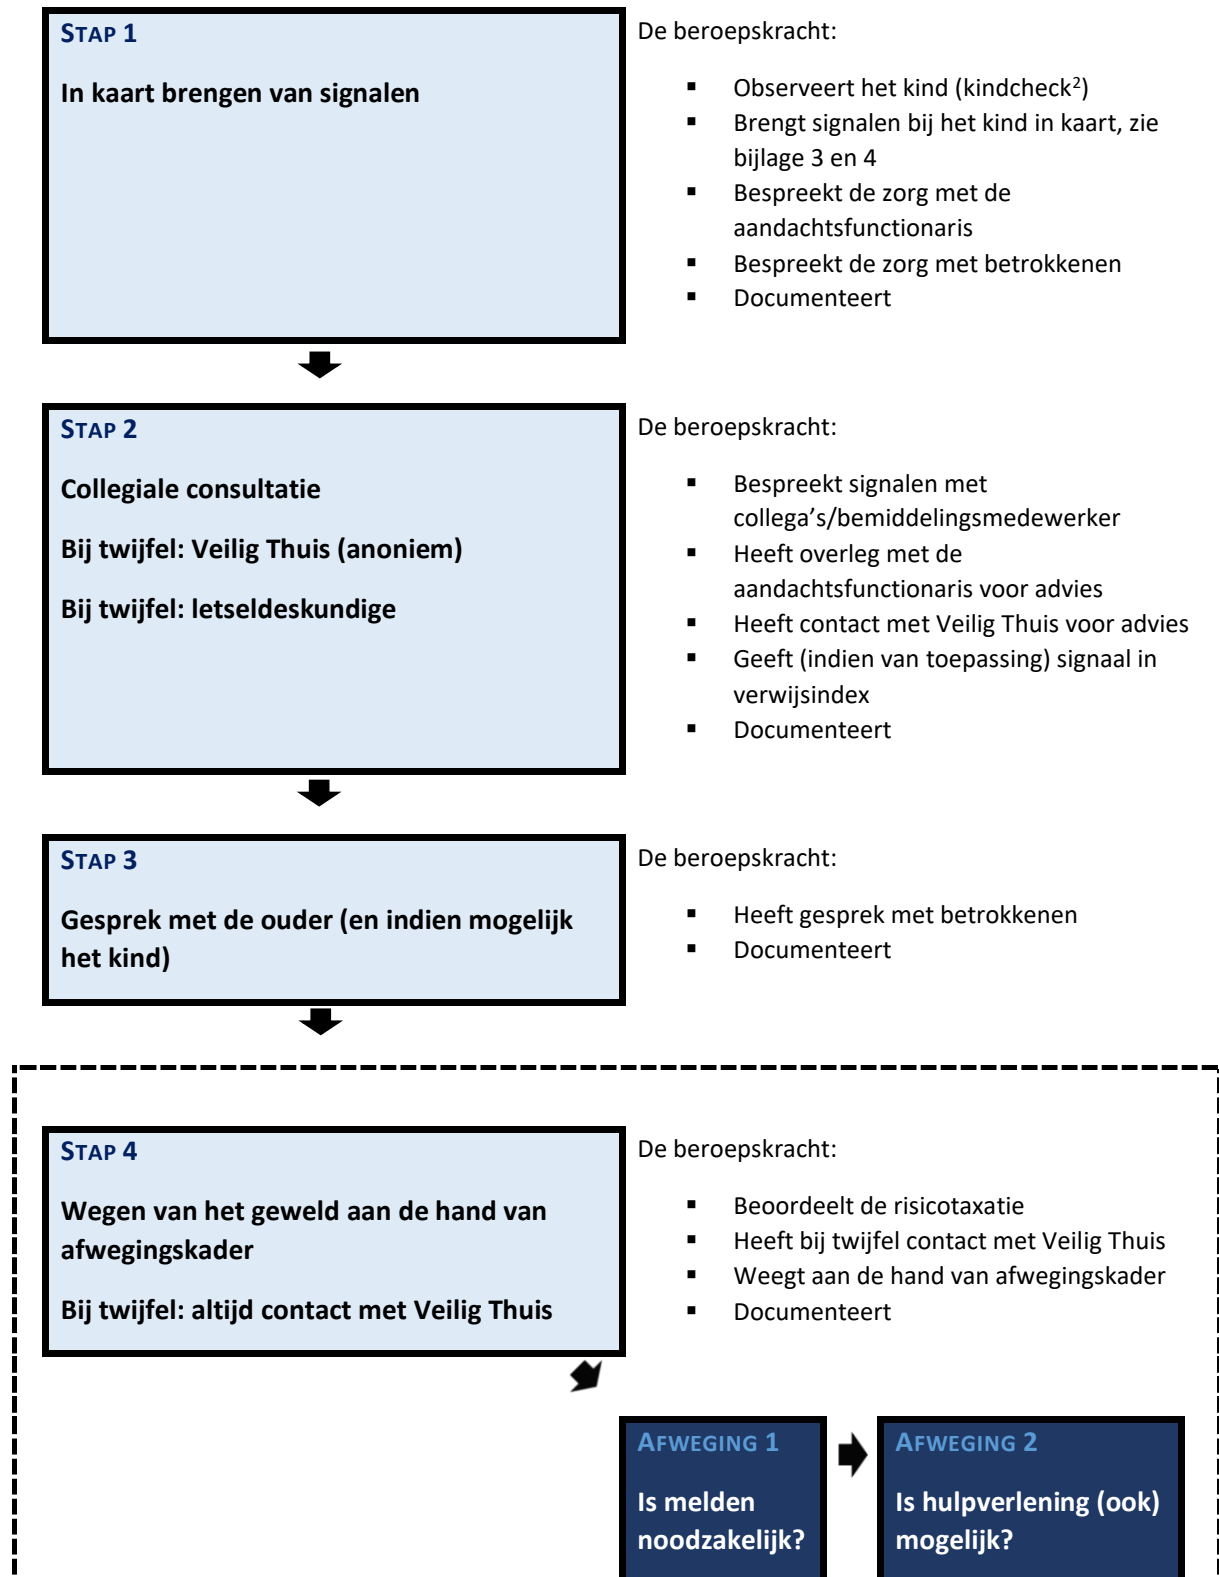 STAP 1
In kaart brengen van signalen
De beroepskracht:
▪ Observeert het kind (kindcheck²)
▪ Brengt signalen bij het kind in kaart, zie
bijlage 3 en 4
▪ Bespreekt de zorg met de
aandachtsfunctionaris
▪ Bespreekt de zorg met betrokkenen
▪ Documenteert
STAP 2
Collegiale consultatie
Bij twijfel: Veilig Thuis (anoniem)
Bij twijfel: letseldeskundige
De beroepskracht:
▪ Bespreekt signalen met
collega’s/bemiddelingsmedewerker
▪ Heeft overleg met de
aandachtsfunctionaris voor advies
▪ Heeft contact met Veilig Thuis voor advies
▪ Geeft (indien van toepassing) signaal in
verwijsindex
▪ Documenteert
STAP 3
Gesprek met de ouder (en indien mogelijk
het kind)
De beroepskracht:
▪ Heeft gesprek met betrokkenen
▪ Documenteert
STAP 4
Wegen van het geweld aan de hand van
afwegingskader
Bij twijfel: altijd contact met Veilig Thuis
De beroepskracht:
▪ Beoordeelt de risicotaxatie
▪ Heeft bij twijfel contact met Veilig Thuis
▪ Weegt aan de hand van afwegingskader
▪ Documenteert
AFWEGING 1
Is melden
noodzakelijk?
AFWEGING 2
Is hulpverlening (ook)
mogelijk?